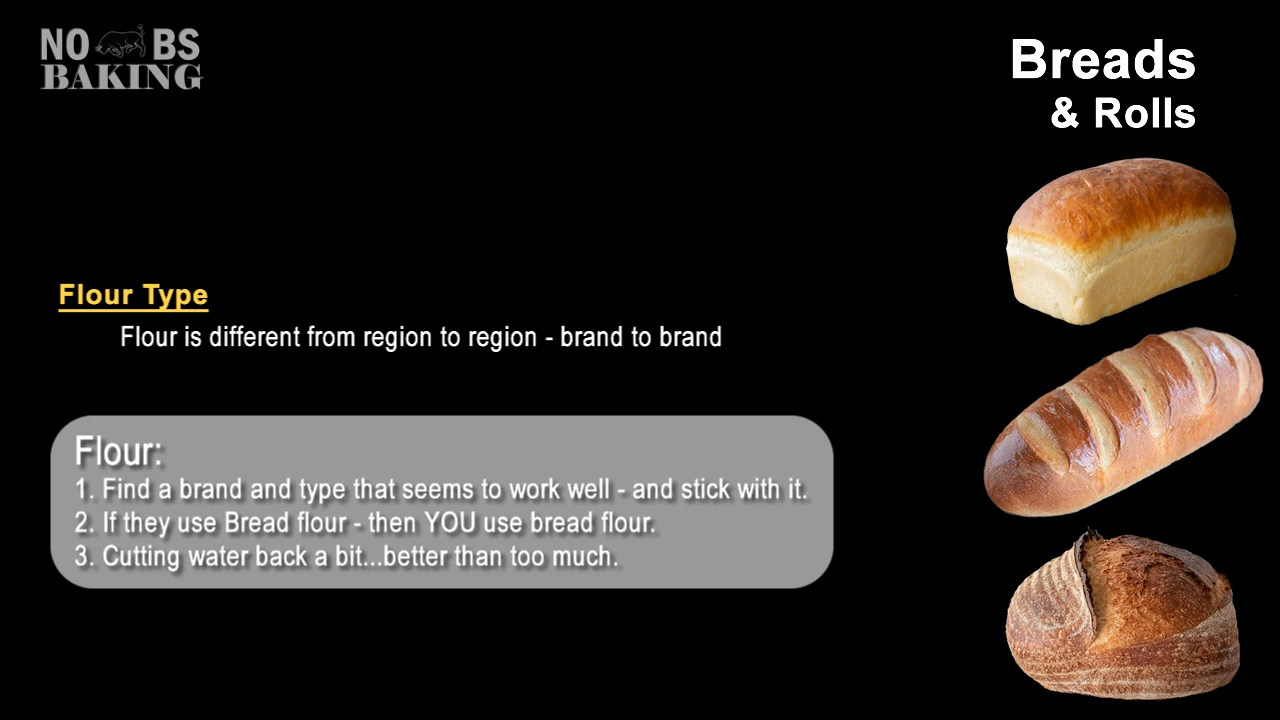 NO BS
BAKING
Breads
& Rolls
Flour Type
Flour is different from region to region - brand to brand
Flour:
1. Find a brand and type that seems to work well - and stick with it.
2. If they use Bread flour - then YOU use bread flour.
3. Cutting water back a bit...better than too much.